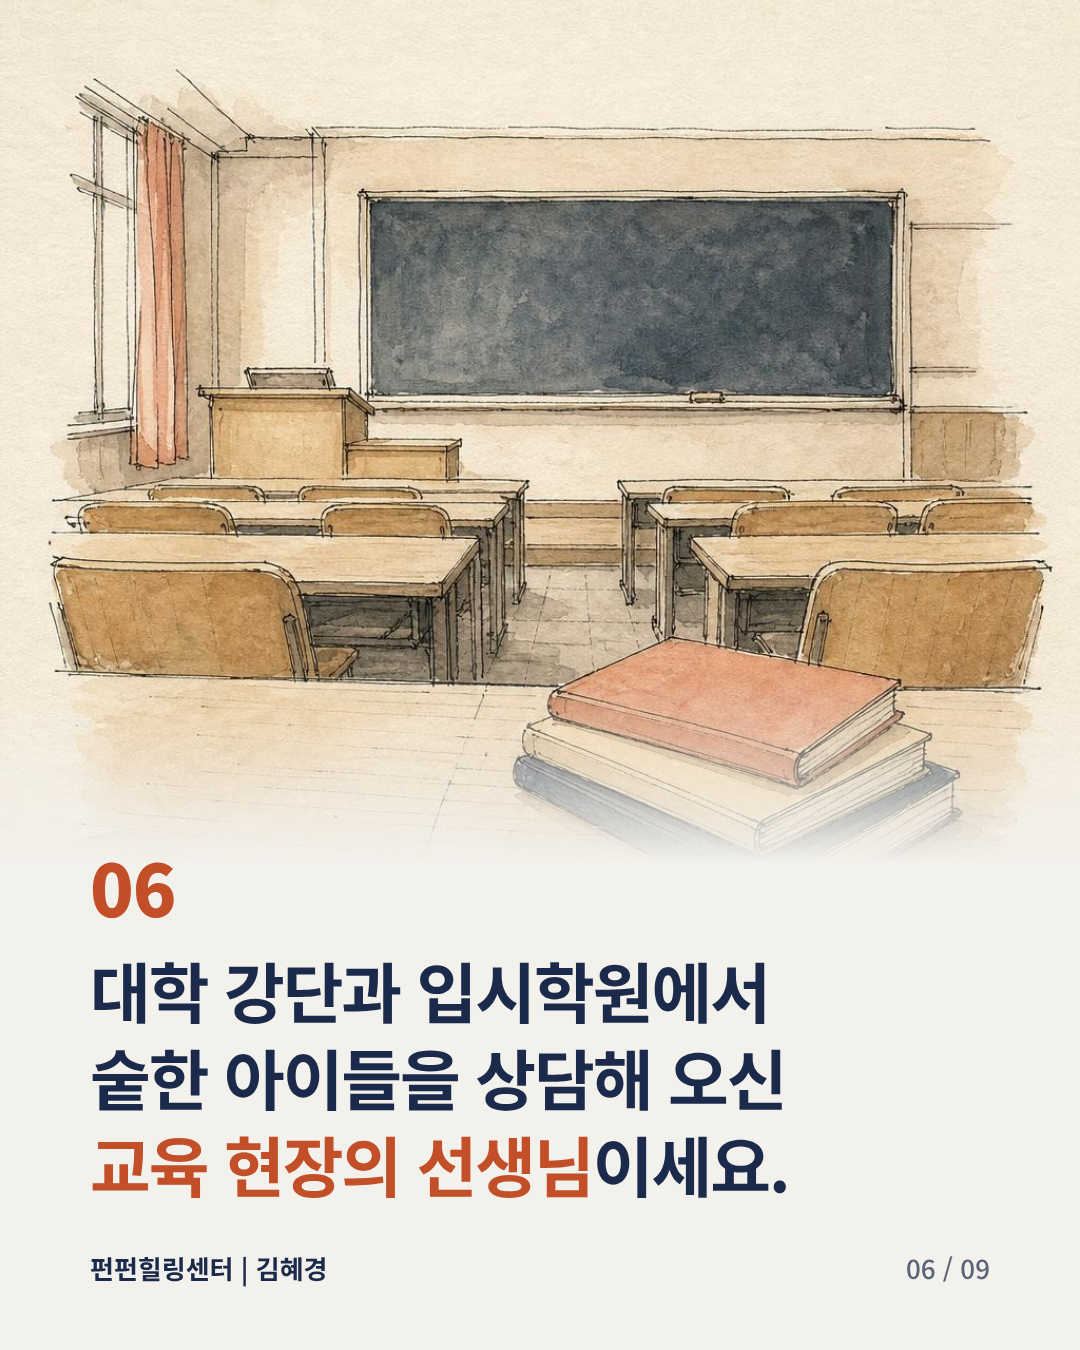 06
대학 강단과 입시학원에서
숱한 아이들을 상담해 오신
교육 현장의 선생님이세요.
펀펀힐링센터 | 김혜경
06 / 09